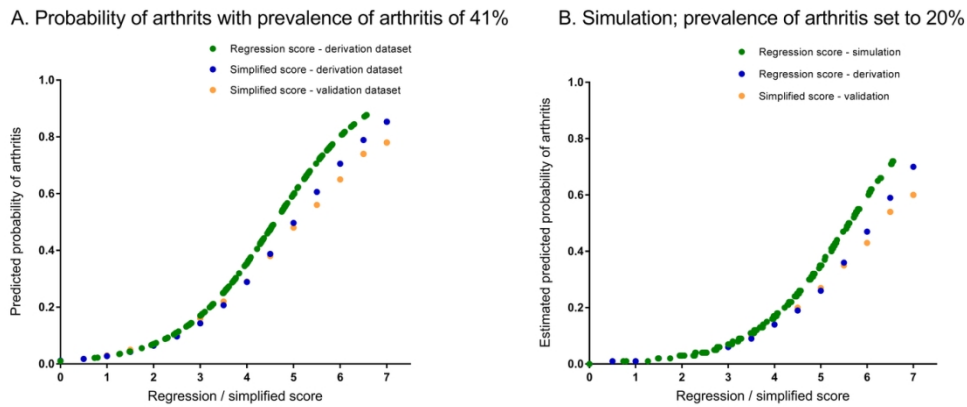 A. Probability of arthrits with prevalence of arthritis of 41%
Regression score - derivation dataset
Simplified score - derivation dataset
Simplified score - validation dataset
1.0
0.8
0.6
0.4
0.2
0.0
Predicted probability of arthritis
0 1 2 3 4 5 6 7
Regression / simplified score
B. Simulation; prevalence of arthritis set to 20%
Regression score - simulation
Regression score - derivation
Simplified score - validation
1.0
0.8
0.6
0.4
0.2
0.0
Estimated predicted probability of arthritis
0 1 2 3 4 5 6 7
Regression / simplified score